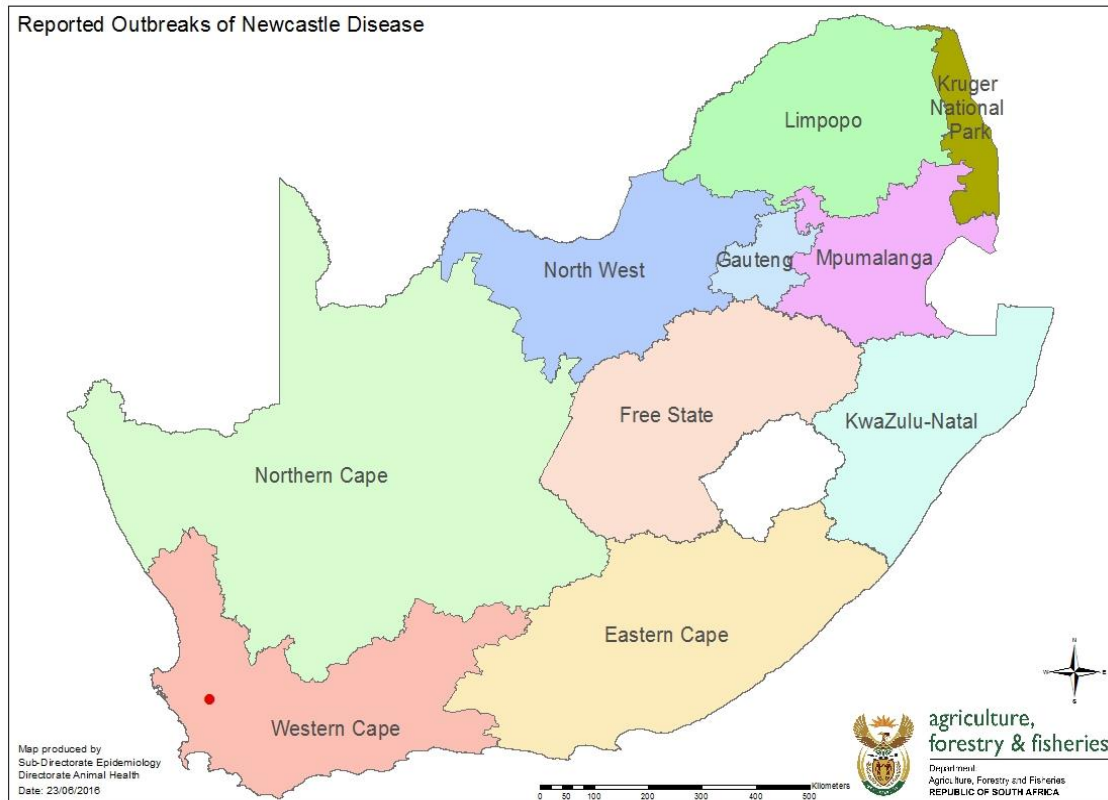 Reported Outbreaks of Newcastle Disease
Kruger
National
Park
Limpopo
North West
Gauteng
Mpumalanga
Free State
KwaZulu-Natal
Northern Cape
Eastern Cape
Western Cape
N
W
E
S
Map produced by
Sub-Directorate Epidemiology
Directorate Animal Health
Date: 23/06/2016
Kilometers
0 50 100 200 300 400 500
agriculture,
forestry & fisheries
Department:
Agriculture, Forestry and Fisheries
REPUBLIC OF SOUTH AFRICA